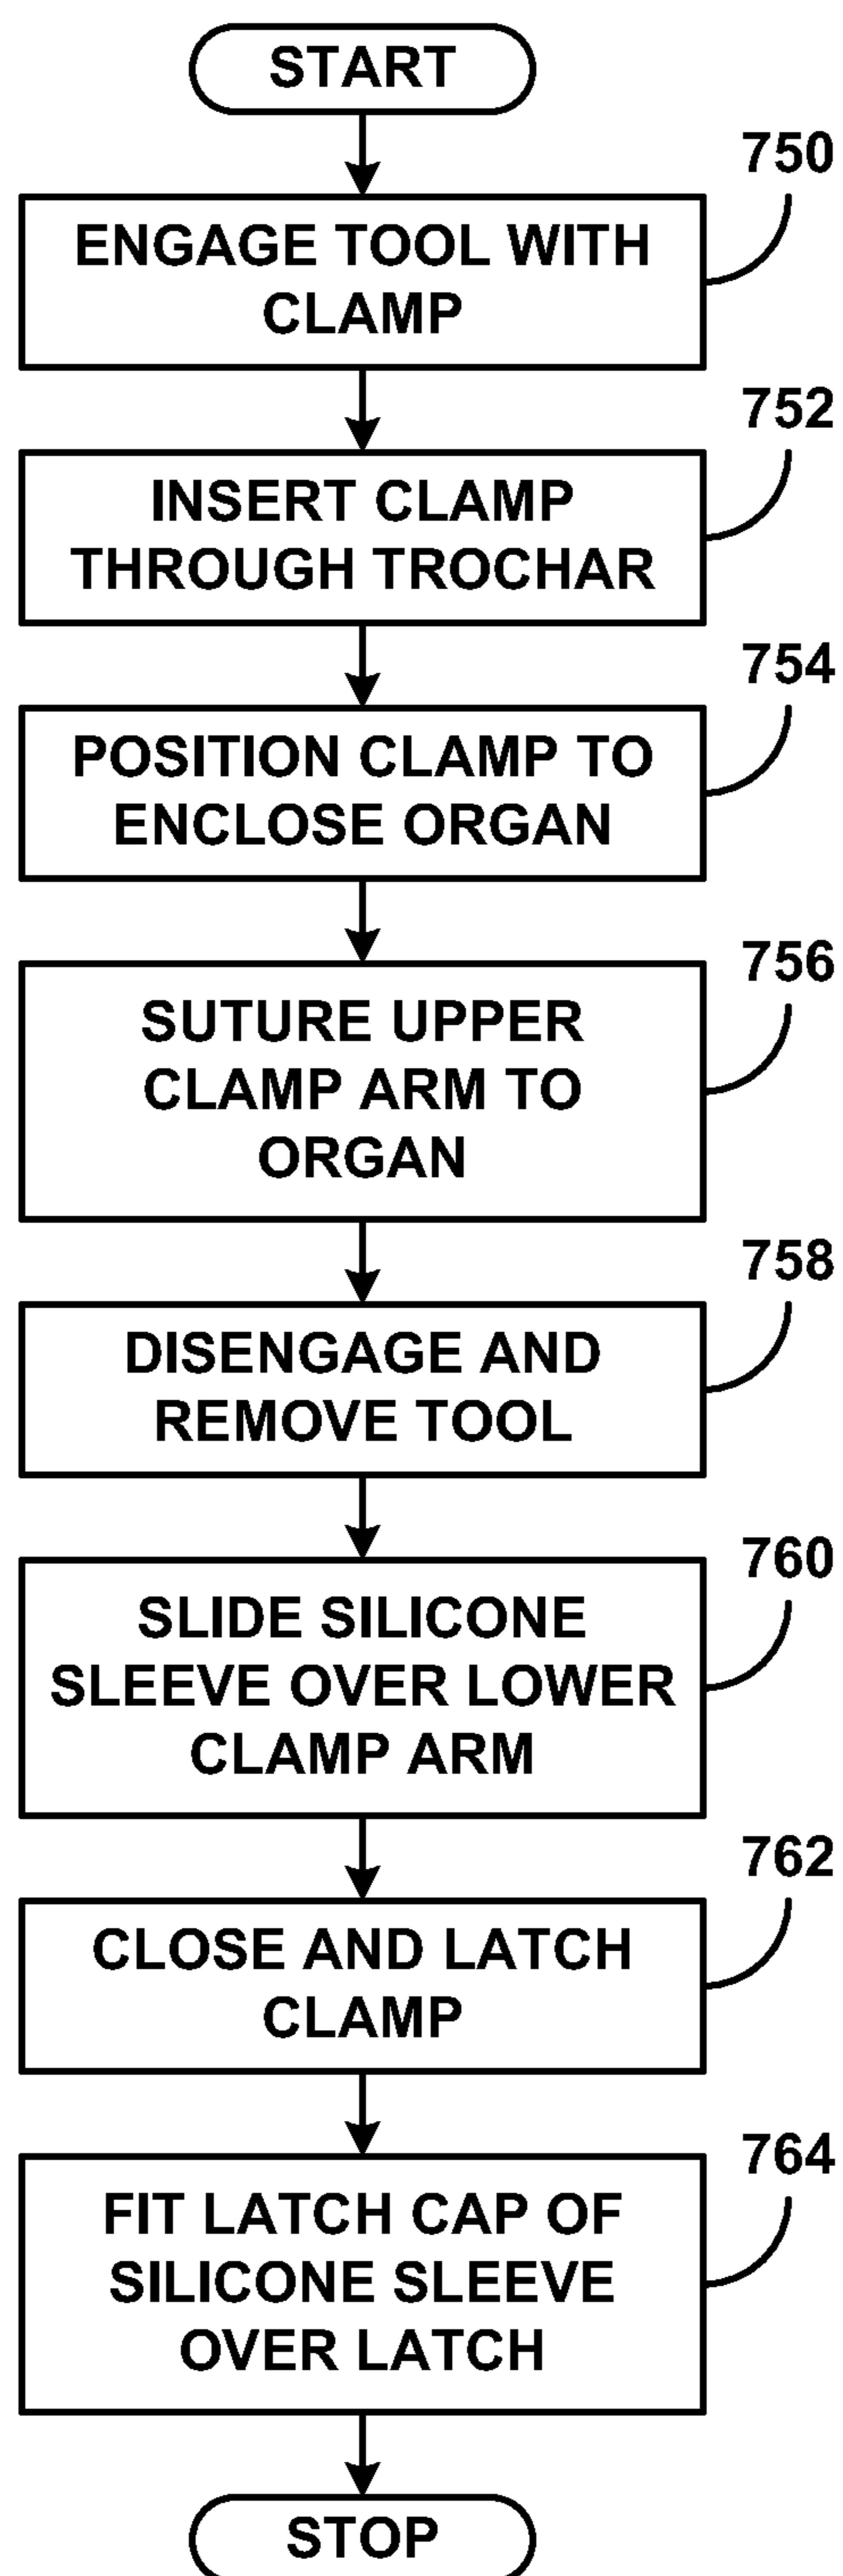 START
750
ENGAGE TOOL WITH
CLAMP
752
INSERT CLAMP
THROUGH TROCHAR
754
POSITION CLAMP TO
ENCLOSE ORGAN
756
SUTURE UPPER
CLAMP ARM TO
ORGAN
758
DISENGAGE AND
REMOVE TOOL
760
SLIDE SILICONE
SLEEVE OVER LOWER
CLAMP ARM
762
CLOSE AND LATCH
CLAMP
764
FIT LATCH CAP OF
SILICONE SLEEVE
OVER LATCH
STOP